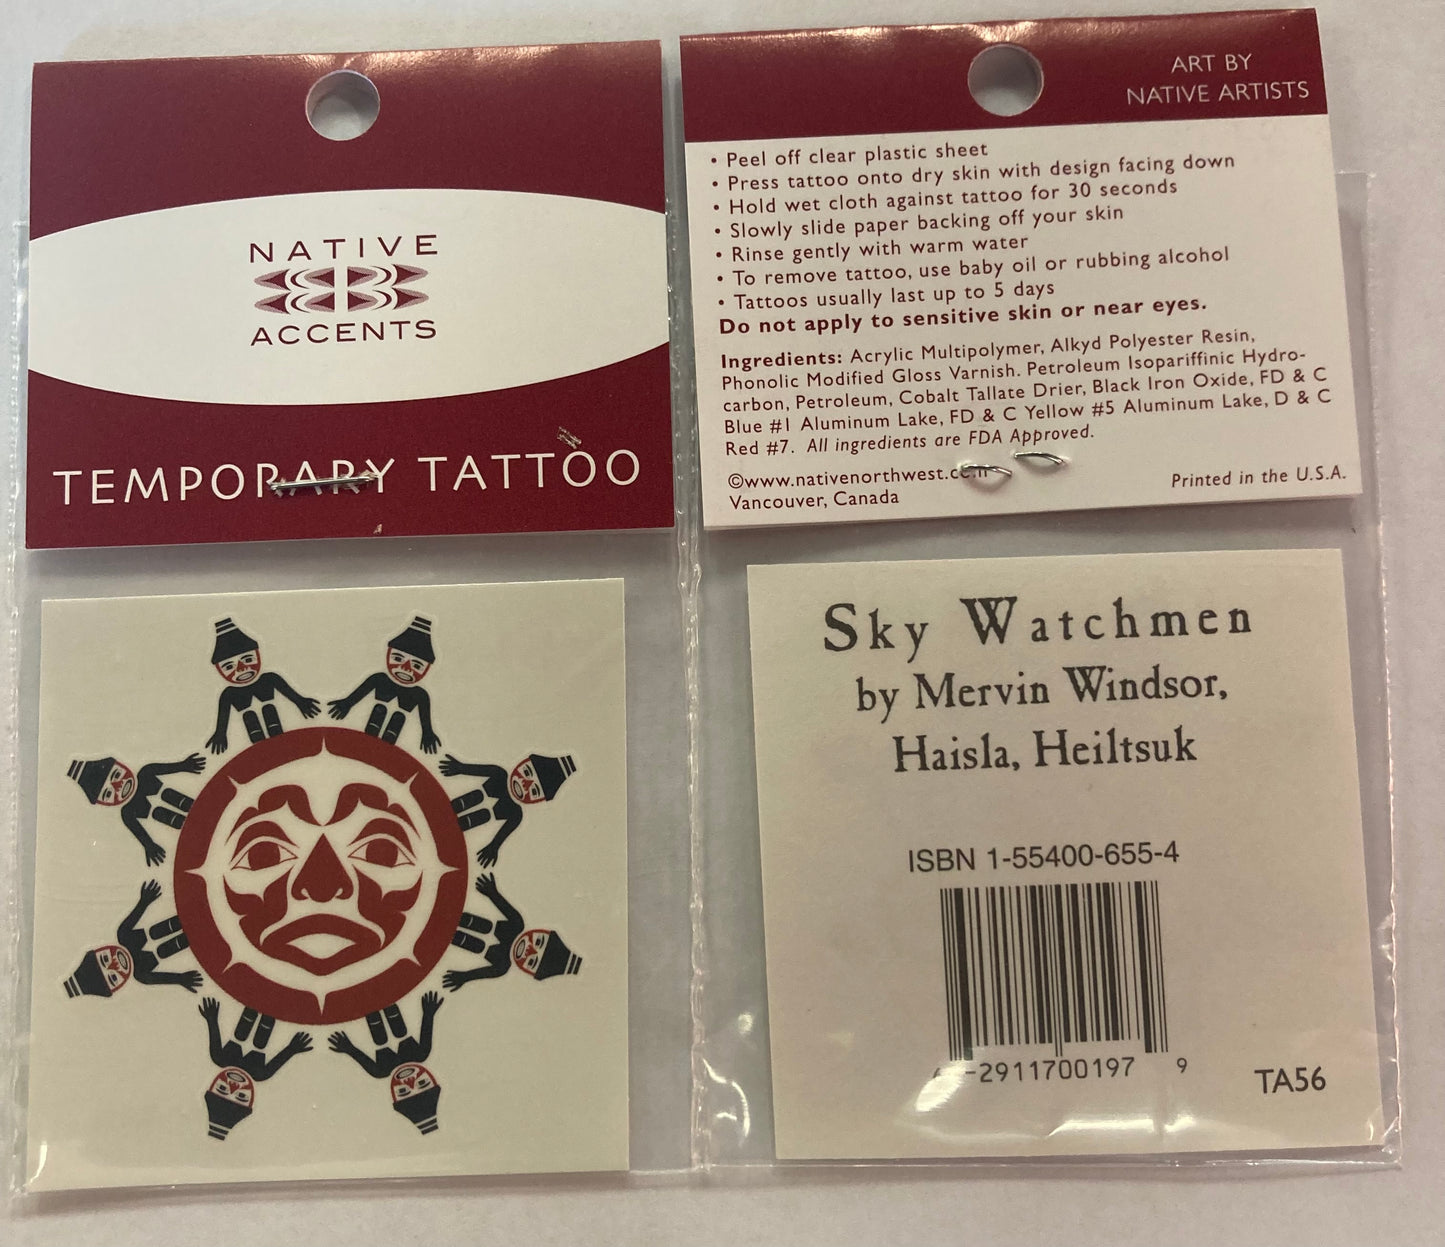 NATIVE
ACCENTS
TEMPORARY TATTOO
ART BY
NATIVE ARTISTS
• Peel off clear plastic sheet
• Press tattoo onto dry skin with design facing down
• Hold wet cloth against tattoo for 30 seconds
• Slowly slide paper backing off your skin
• Rinse gently with warm water
• To remove tattoo, use baby oil or rubbing alcohol
• Tattoos usually last up to 5 days
Do not apply to sensitive skin or near eyes.
Ingredients: Acrylic Multipolymer, Alkyd Polyester Resin,
Phonolic Modified Gloss Varnish. Petroleum Isopariffinic Hydro-
carbon, Petroleum, Cobalt Tallate Drier, Black Iron Oxide, FD & C
Blue #1 Aluminum Lake, FD & C Yellow #5 Aluminum Lake, D & C
Red #7. All ingredients are FDA Approved.
©www.nativenorthwest.com
Vancouver, Canada
Printed in the U.S.A.
Sky Watchmen
by Mervin Windsor,
Haisla, Heiltsuk
ISBN 1-55400-655-4
-2911700197 9
TA56